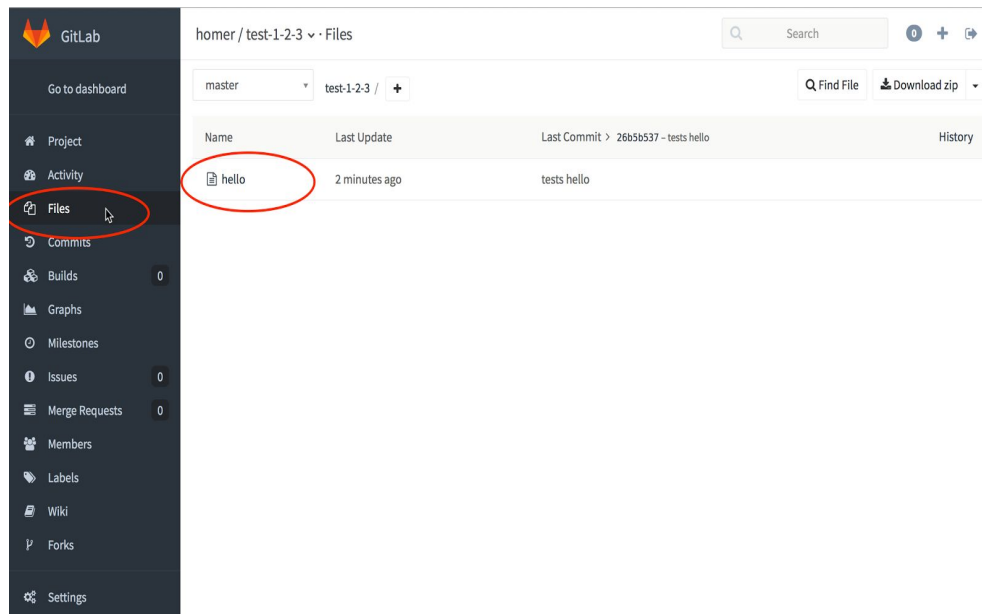 GitLab
homer / test-1-2-3 · Files
Search
0
Go to dashboard
master
test-1-2-3 /
Find File
Download zip
Project
Name Last Update Last Commit > 26b5b537 – tests hello History
Activity
hello 2 minutes ago tests hello
Files
Commits
Builds 0
Graphs
Milestones
Issues 0
Merge Requests 0
Members
Labels
Wiki
Forks
Settings